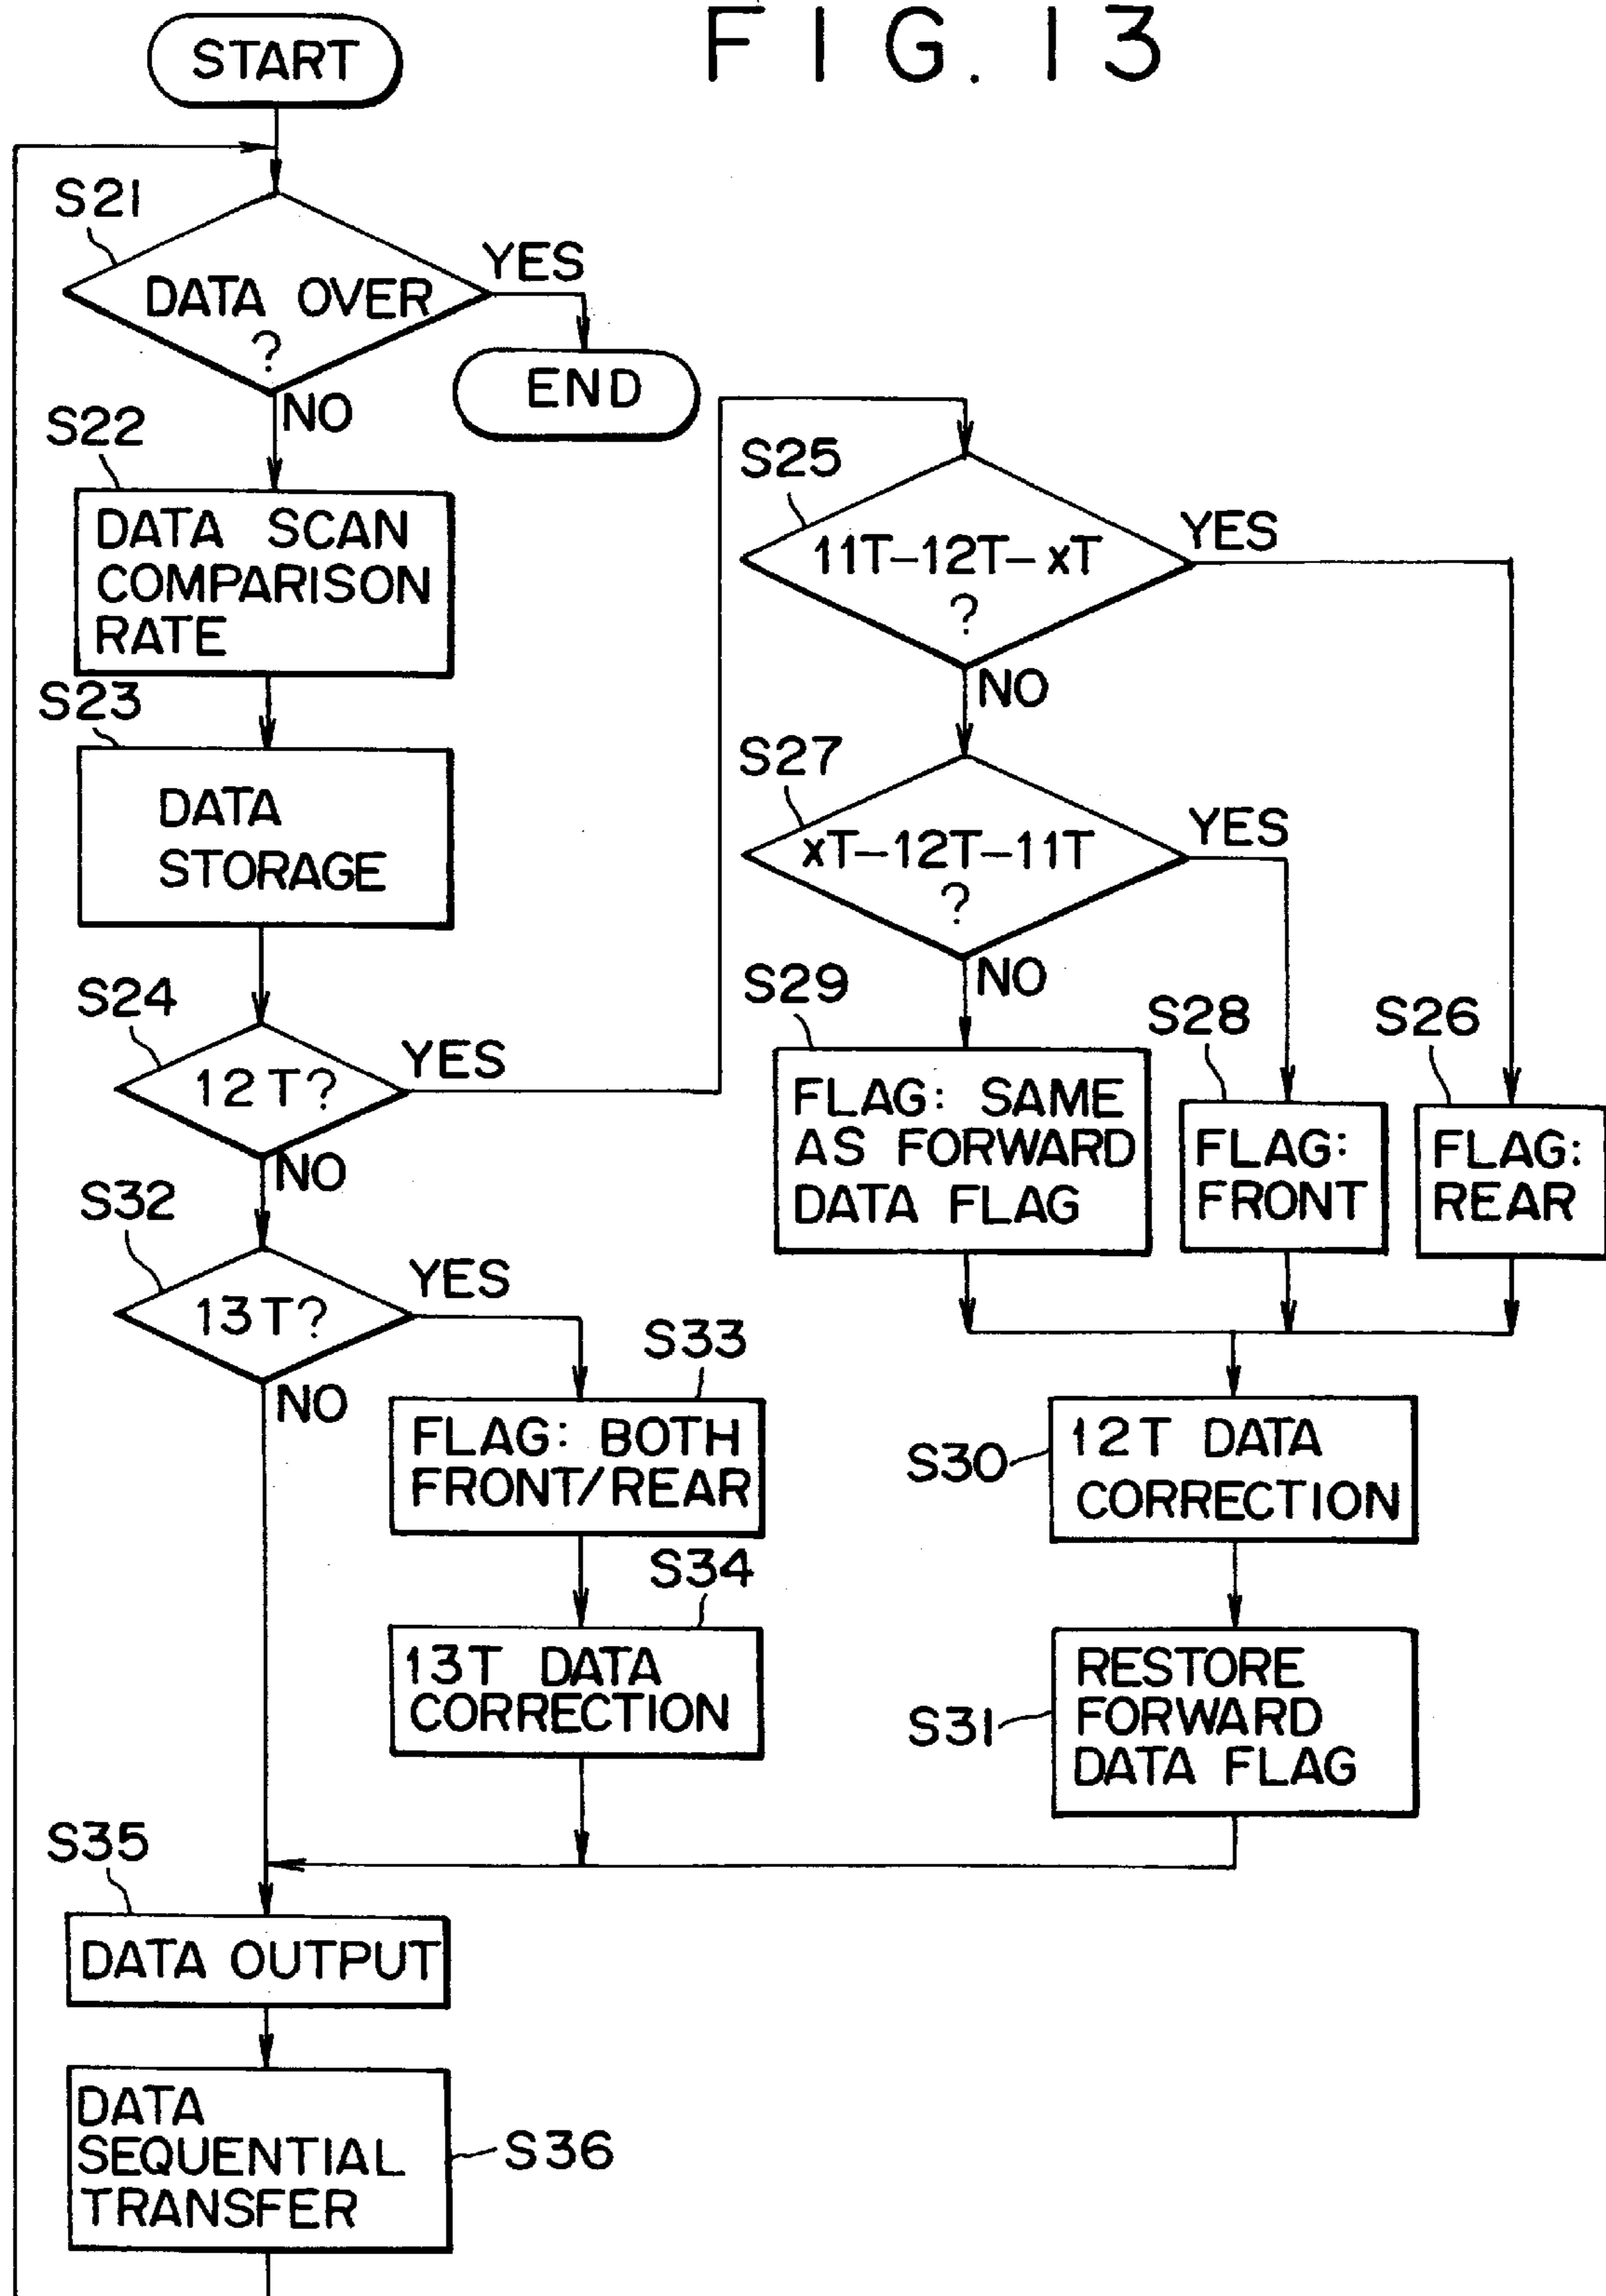 FIG. 13
START
S21
DATA OVER
?
YES
END
NO
S22
DATA SCAN
COMPARISON
RATE
S23
DATA
STORAGE
S24
12T?
YES
NO
S25
11T-12T-xT
?
YES
NO
S27
xT-12T-11T
?
YES
NO
S29
FLAG: SAME
AS FORWARD
DATA FLAG
S28
FLAG:
FRONT
S26
FLAG:
REAR
S32
13T?
YES
NO
S33
FLAG: BOTH
FRONT/REAR
S34
13T DATA
CORRECTION
S30
12T DATA
CORRECTION
S31
RESTORE
FORWARD
DATA FLAG
S35
DATA OUTPUT
DATA
SEQUENTIAL
TRANSFER
S36